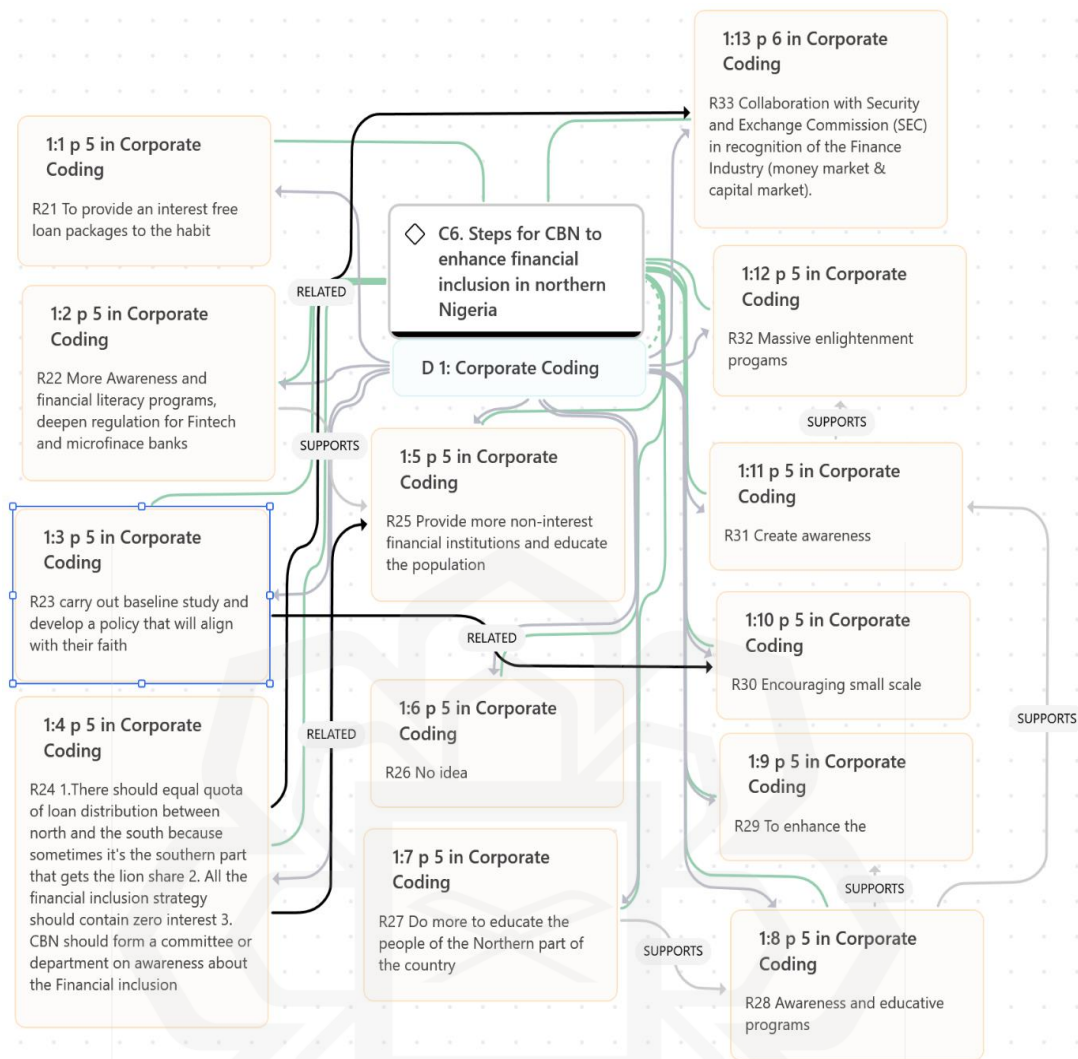 1:13 p 6 in Corporate
Coding
R33 Collaboration with Security
and Exchange Commission (SEC)
in recognition of the Finance
Industry (money market &
capital market).
1:1 p 5 in Corporate
Coding
R21 To provide an interest free
loan packages to the habit
C6. Steps for CBN to
enhance financial
inclusion in northern
Nigeria
D 1: Corporate Coding
RELATED
1:12 p 5 in Corporate
Coding
R32 Massive enlightenment
progams
1:2 p 5 in Corporate
Coding
R22 More Awareness and
financial literacy programs,
deepen regulation for Fintech
and microfinace banks
SUPPORTS
SUPPORTS
1:5 p 5 in Corporate
Coding
R25 Provide more non-interest
financial institutions and educate
the population
1:11 p 5 in Corporate
Coding
R31 Create awareness
1:3 p 5 in Corporate
Coding
R23 carry out baseline study and
develop a policy that will align
with their faith
RELATED
1:10 p 5 in Corporate
Coding
R30 Encouraging small scale
1:6 p 5 in Corporate
Coding
R26 No idea
SUPPORTS
1:4 p 5 in Corporate
Coding
R24 1.There should equal quota
of loan distribution between
north and the south because
sometimes it's the southern part
that gets the lion share 2. All the
financial inclusion strategy
should contain zero interest 3.
CBN should form a committee or
department on awareness about
the Financial inclusion
RELATED
1:9 p 5 in Corporate
Coding
R29 To enhance the
1:7 p 5 in Corporate
Coding
R27 Do more to educate the
people of the Northern part of
the country
SUPPORTS
SUPPORTS
1:8 p 5 in Corporate
Coding
R28 Awareness and educative
programs